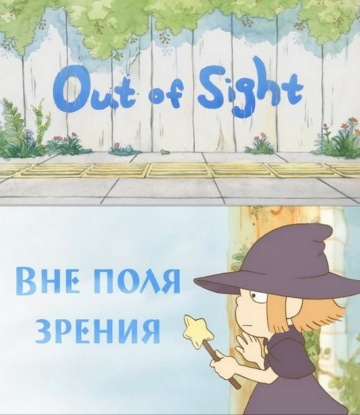 Out of Sight
Вне поля
зрения